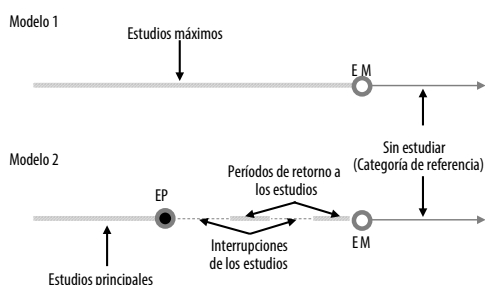 Modelo 1
Estudios máximos
E M
Sin estudiar
(Categoría de referencia)
Modelo 2
Períodos de retorno a
los estudios
EP
E M
Interrupciones
de los estudios
Estudios principales